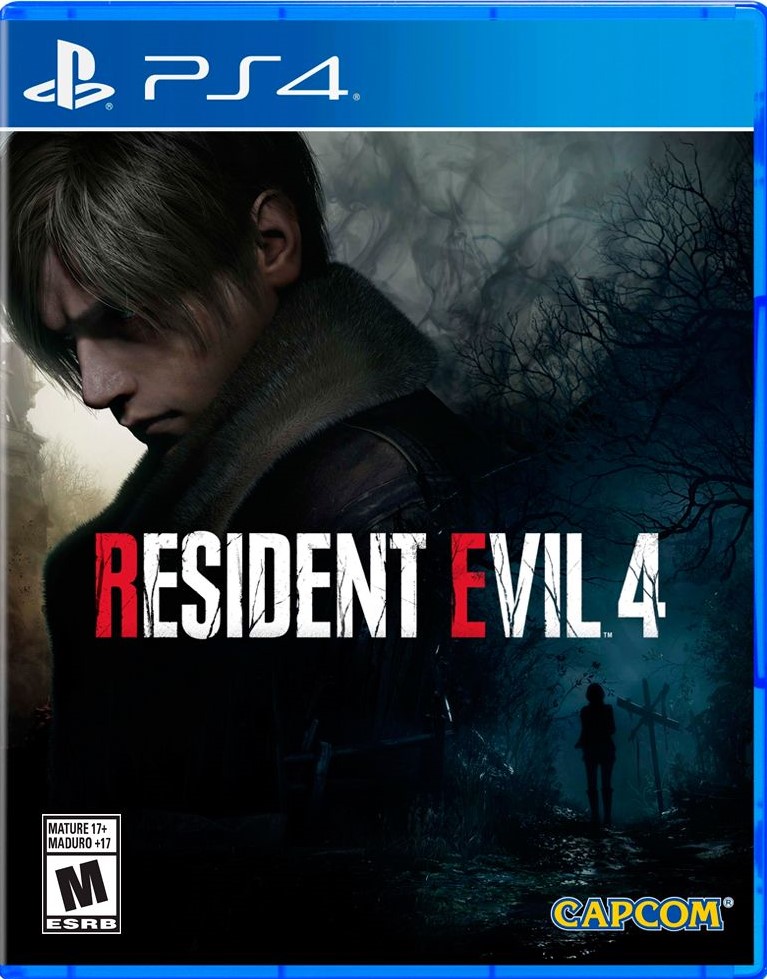 PS4
RESIDENT EVIL 4
MATURE 17+
MADURO +17
M
ESRB
CAPCOM